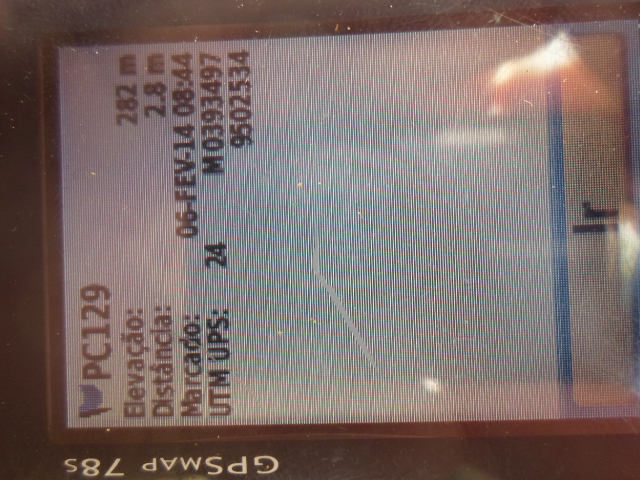 PC129
Elevação: 282 m
Distância: 2.8 m
Marcado: 06-FEV-14 08:44
UTM UPS: 24 M 0393497
9502534
Ir
GPSMAP 78s